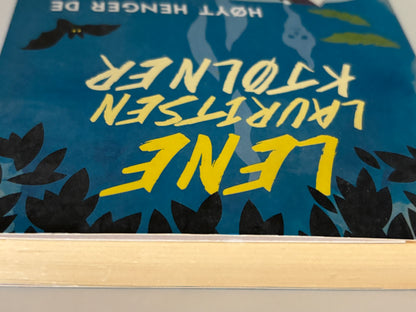 LENE
LAURITSEN
KJØLNER
HØYT HENGER DE